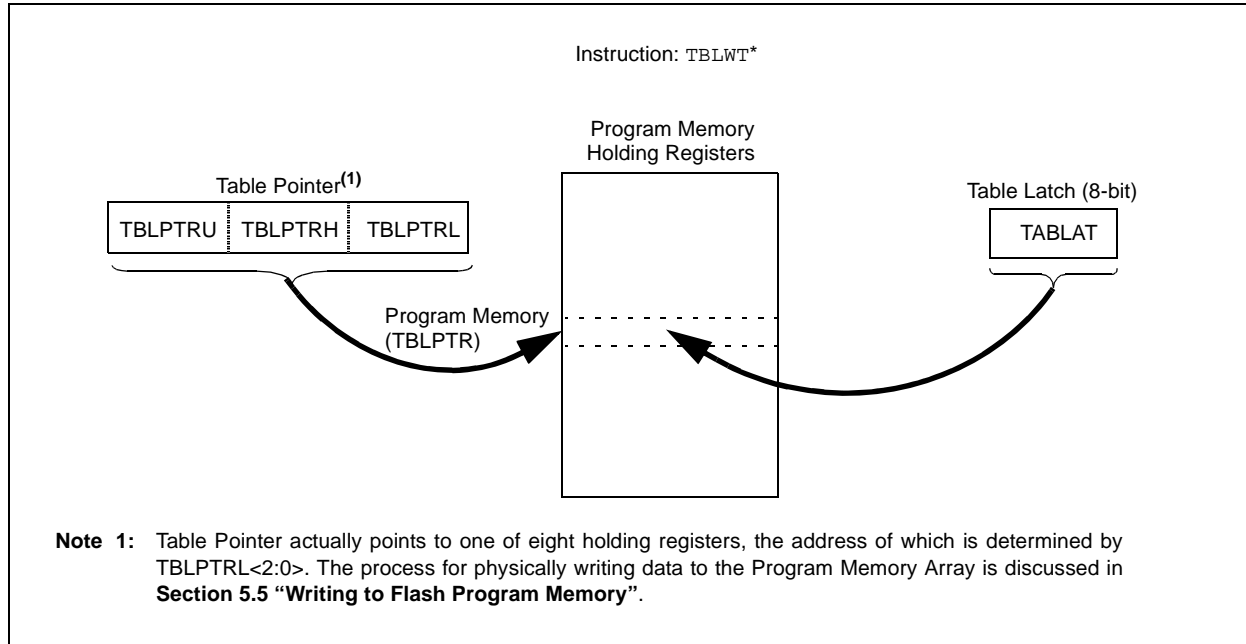 Instruction: TBLWT*
Program Memory
Holding Registers
Table Pointer(1)
Table Latch (8-bit)
TBLPTRU TBLPTRH TBLPTRL
TABLAT
Program Memory
(TBLPTR)
Note 1: Table Pointer actually points to one of eight holding registers, the address of which is determined by
TBLPTRL<2:0>. The process for physically writing data to the Program Memory Array is discussed in
Section 5.5 “Writing to Flash Program Memory”.